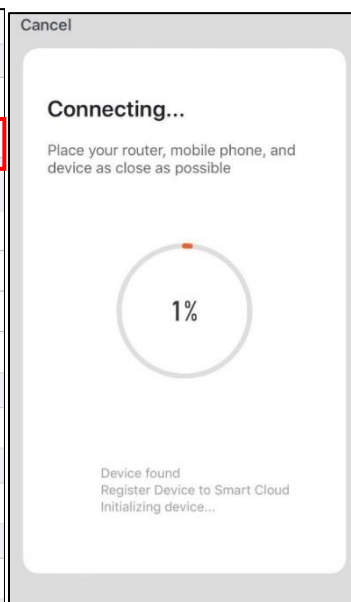 Cancel
Connecting...
Place your router, mobile phone, and
device as close as possible
1%
Device found
Register Device to Smart Cloud
Initializing device...